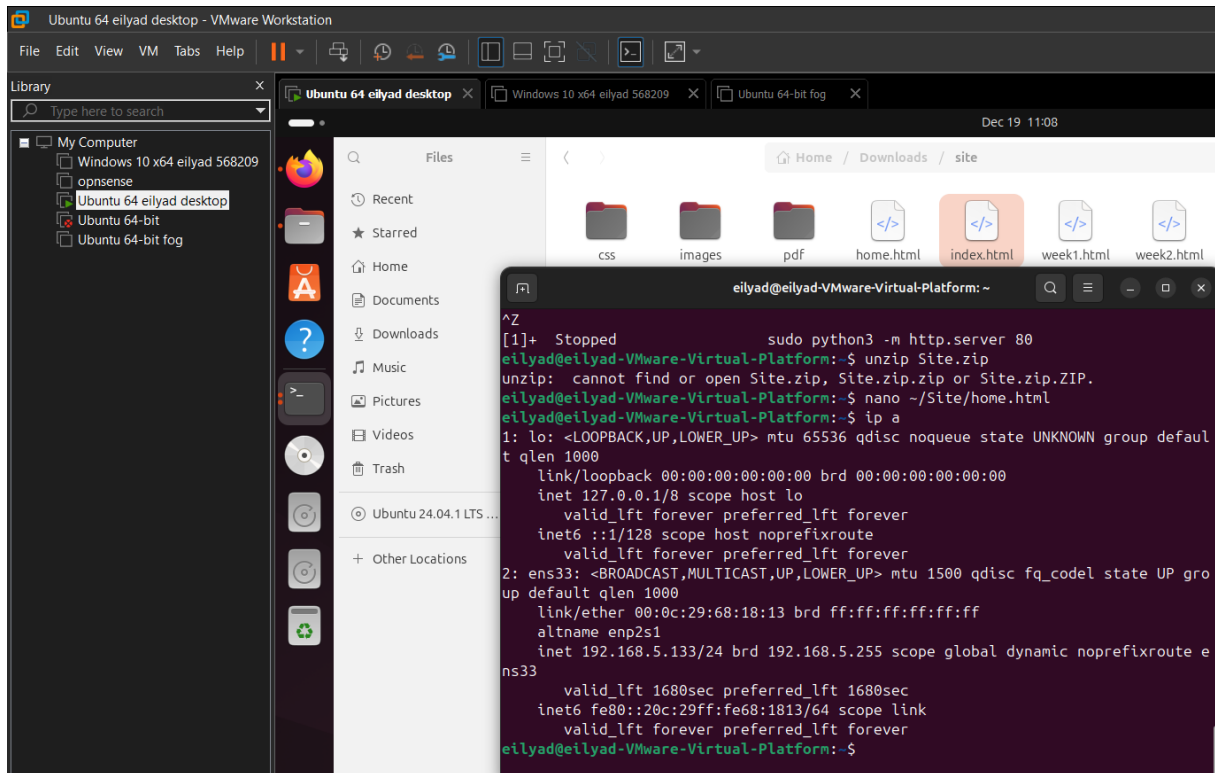 Ubuntu 64 eilyad desktop - VMware Workstation
File Edit View VM Tabs Help
Library X
Type here to search
My Computer
Windows 10 x64 eilyad 568209
opnsense
Ubuntu 64 eilyad desktop
Ubuntu 64-bit
Ubuntu 64-bit fog
Ubuntu 64 eilyad desktop
Windows 10 x64 eilyad 568209
Ubuntu 64-bit fog
Dec 19 11:08
Files
Home / Downloads / site
Recent
Starred
Home
Documents
Downloads
Music
Pictures
Videos
Trash
Ubuntu 24.04.1 LTS ...
+ Other Locations
css images pdf home.html index.html week1.html week2.html
eilyad@eilyad-VMware-Virtual-Platform: ~
^Z
[1]+ Stopped sudo python3 -m http.server 80
eilyad@eilyad-VMware-Virtual-Platform:~$ unzip Site.zip
unzip: cannot find or open Site.zip, Site.zip.zip or Site.zip.ZIP.
eilyad@eilyad-VMware-Virtual-Platform:~$ nano ~/Site/home.html
eilyad@eilyad-VMware-Virtual-Platform:~$ ip a
1: lo: <LOOPBACK,UP,LOWER_UP> mtu 65536 qdisc noqueue state UNKNOWN group defaul
t qlen 1000
link/loopback 00:00:00:00:00:00 brd 00:00:00:00:00:00
inet 127.0.0.1/8 scope host lo
valid_lft forever preferred_lft forever
inet6 ::1/128 scope host noprefixroute
valid_lft forever preferred_lft forever
2: ens33: <BROADCAST,MULTICAST,UP,LOWER_UP> mtu 1500 qdisc fq_codel state UP gro
up default qlen 1000
link/ether 00:0c:29:68:18:13 brd ff:ff:ff:ff:ff:ff
altname enp2s1
inet 192.168.5.133/24 brd 192.168.5.255 scope global dynamic noprefixroute e
ns33
valid_lft 1680sec preferred_lft 1680sec
inet6 fe80::20c:29ff:fe68:1813/64 scope link
valid_lft forever preferred_lft forever
eilyad@eilyad-VMware-Virtual-Platform:~$